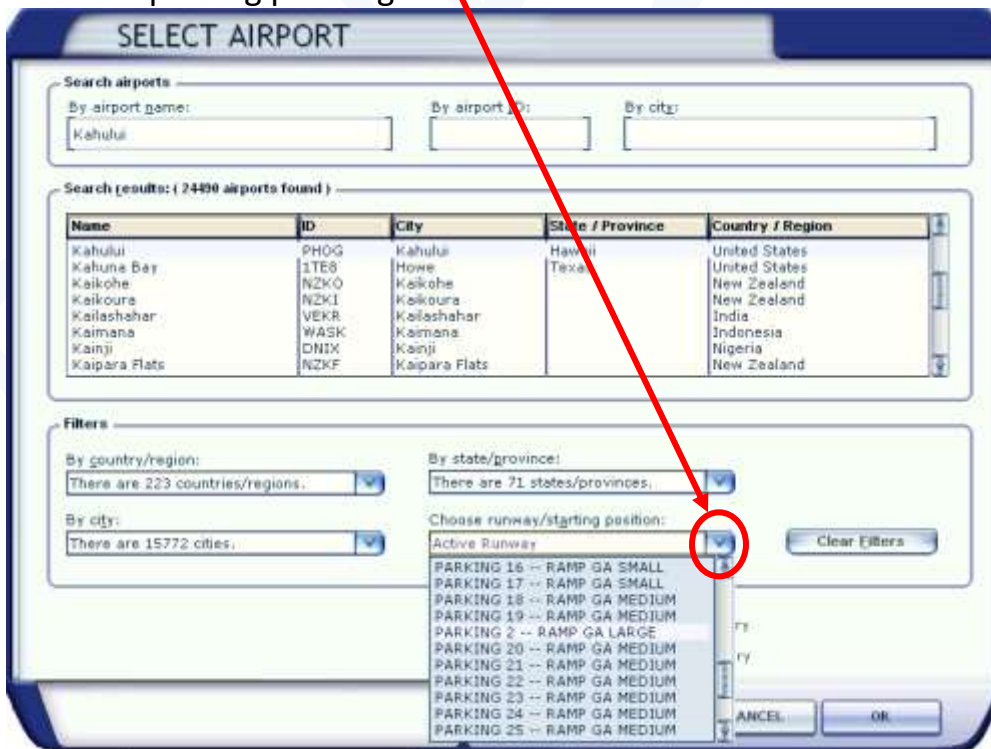 SELECT AIRPORT
Search airports
By airport name: By airport ID: By city:
Kahului
Search results: ( 24490 airports found )
Name ID City State / Province Country / Region
Kahului PHOG Kahului Hawaii United States
Kahuna Bay 1TE8 Howe Texas United States
Kaikohe NZKO Kaikohe New Zealand
Kaikoura NZKI Kaikoura New Zealand
Kailashahar VEKR Kailashahar India
Kaimana WASK Kaimana Indonesia
Kainji DNIX Kainji Nigeria
Kaipara Flats NZKF Kaipara Flats New Zealand
Filters
By country/region: By state/province:
There are 223 countries/regions. There are 71 states/provinces.
By city: Choose runway/starting position:
There are 15772 cities. Active Runway Clear Filters
PARKING 16 -- RAMP GA SMALL
PARKING 17 -- RAMP GA SMALL
PARKING 18 -- RAMP GA MEDIUM
PARKING 19 -- RAMP GA MEDIUM
PARKING 2 -- RAMP GA LARGE
PARKING 20 -- RAMP GA MEDIUM
PARKING 21 -- RAMP GA MEDIUM
PARKING 22 -- RAMP GA MEDIUM
PARKING 23 -- RAMP GA MEDIUM
PARKING 24 -- RAMP GA MEDIUM
PARKING 25 -- RAMP GA MEDIUM
ANCEL OK